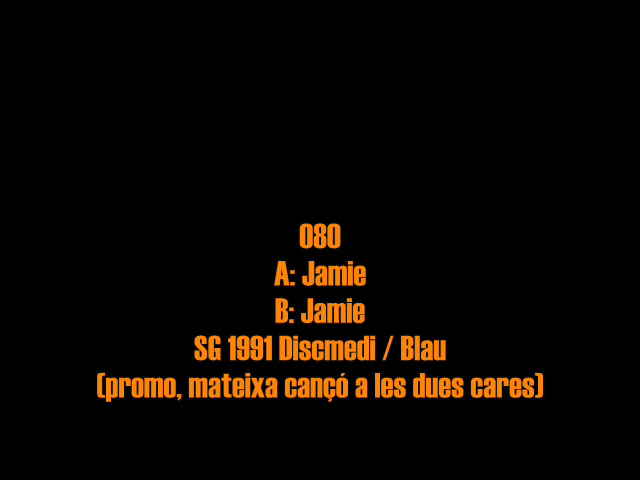 080
A: Jamie
B: Jamie
SG 1991 Discmedi / Blau
(promo, mateixa cançó a les dues cares)